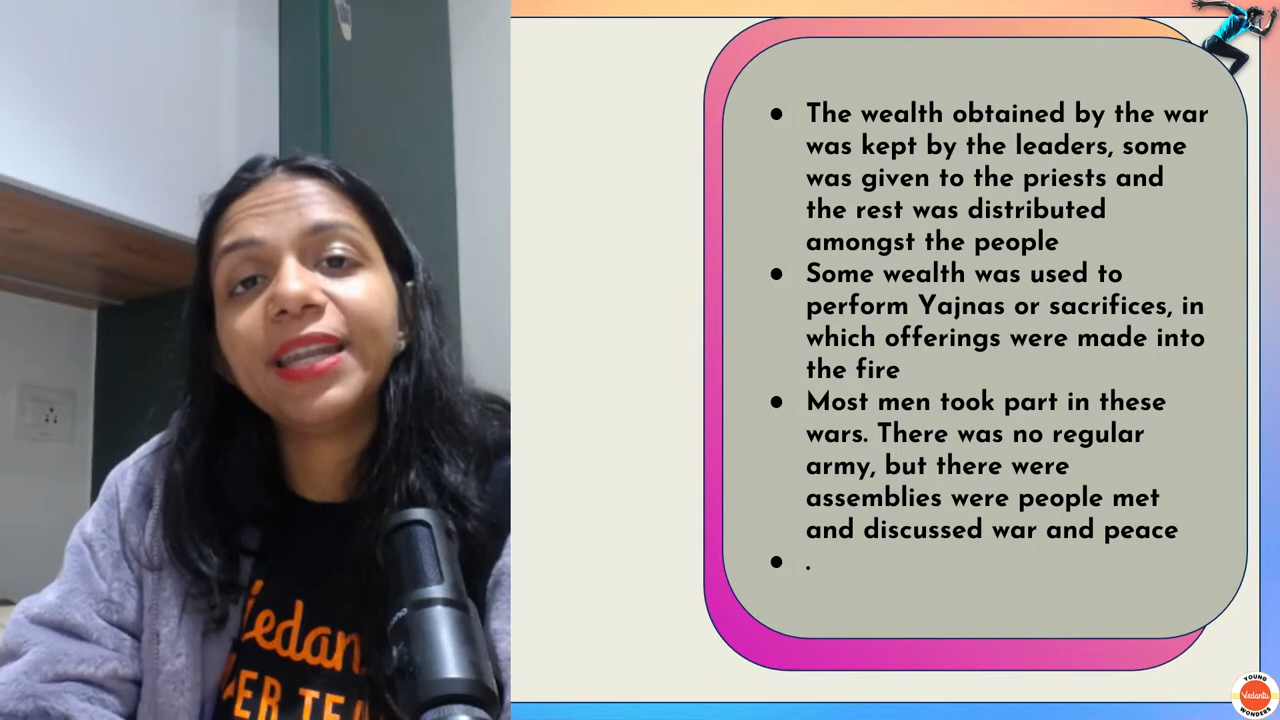 ● The wealth obtained by the war
was kept by the leaders, some
was given to the priests and
the rest was distributed
amongst the people
● Some wealth was used to
perform Yajnas or sacrifices, in
which offerings were made into
the fire
● Most men took part in these
wars. There was no regular
army, but there were
assemblies were people met
and discussed war and peace
● .
YOUNG
Vedantu
WONDERS